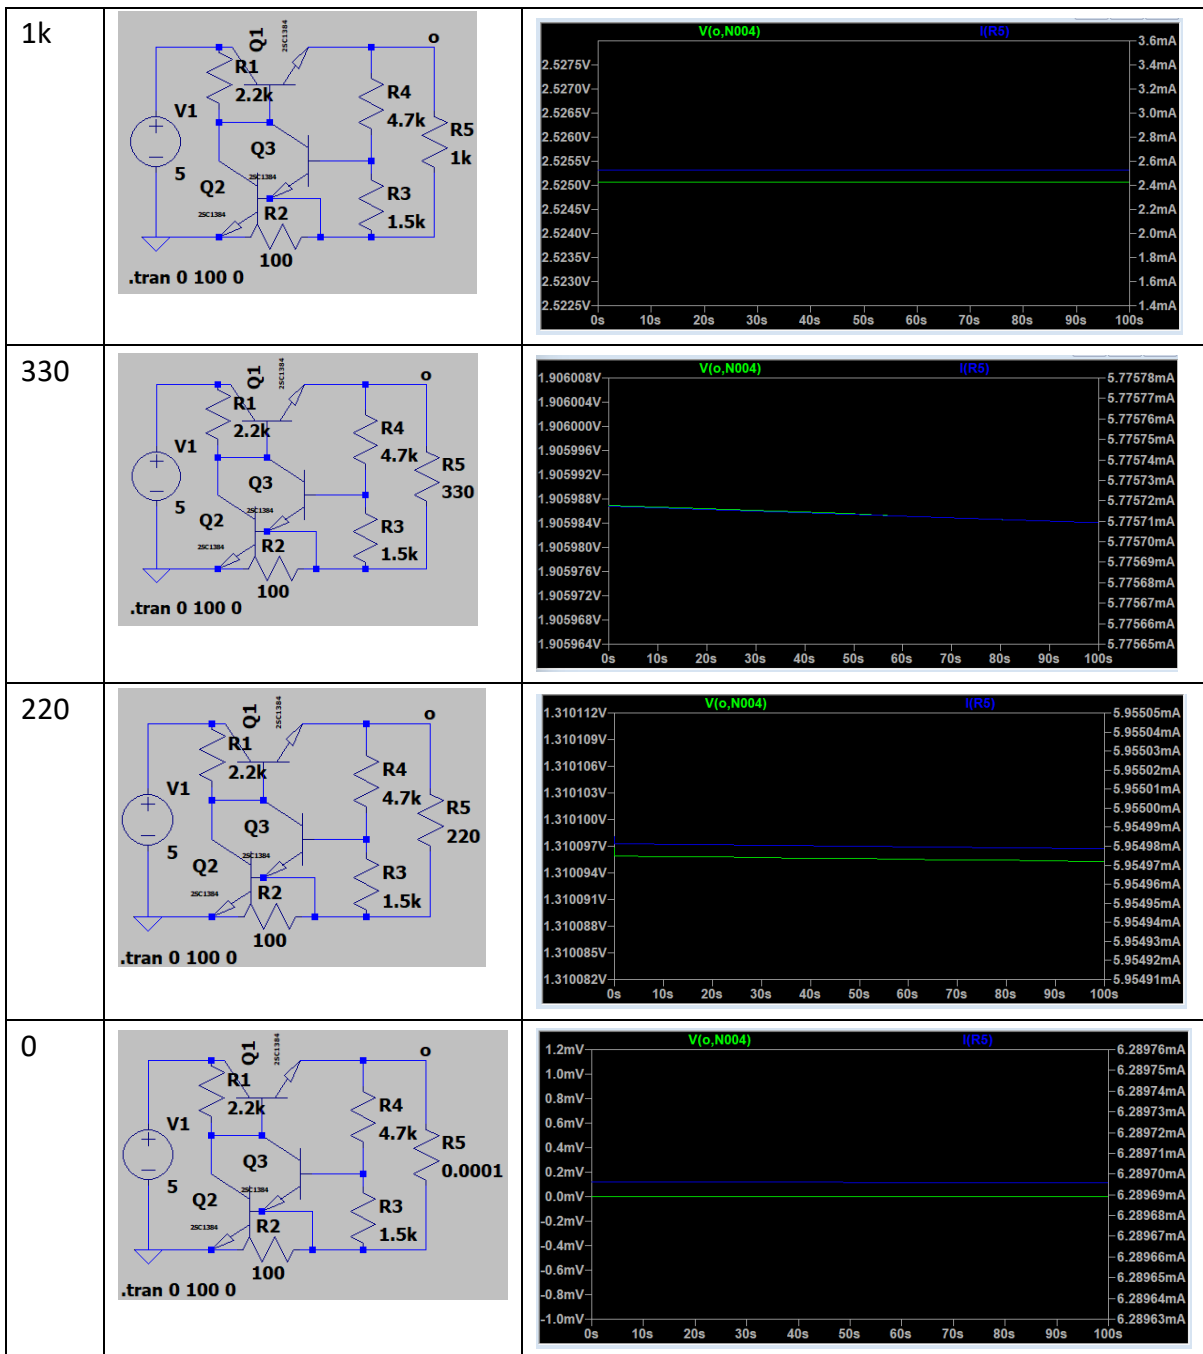 1k
Q1
2SC1384
o
R1
2.2k
R4
4.7k
V1
R5
1k
Q3
2SC1384
5
Q2
R3
1.5k
2SC1384
R2
100
.tran 0 100 0
V(o,N004)
I(R5)
2.5275V
2.5270V
2.5265V
2.5260V
2.5255V
2.5250V
2.5245V
2.5240V
2.5235V
2.5230V
2.5225V
3.6mA
3.4mA
3.2mA
3.0mA
2.8mA
2.6mA
2.4mA
2.2mA
2.0mA
1.8mA
1.6mA
1.4mA
0s 10s 20s 30s 40s 50s 60s 70s 80s 90s 100s
330
Q1
2SC1384
o
R1
2.2k
R4
4.7k
V1
R5
330
Q3
2SC1384
5
Q2
R3
1.5k
2SC1384
R2
100
.tran 0 100 0
V(o,N004)
I(R5)
1.906008V
1.906004V
1.906000V
1.905996V
1.905992V
1.905988V
1.905984V
1.905980V
1.905976V
1.905972V
1.905968V
1.905964V
5.77578mA
5.77577mA
5.77576mA
5.77575mA
5.77574mA
5.77573mA
5.77572mA
5.77571mA
5.77570mA
5.77569mA
5.77568mA
5.77567mA
5.77566mA
5.77565mA
0s 10s 20s 30s 40s 50s 60s 70s 80s 90s 100s
220
Q1
2SC1384
o
R1
2.2k
R4
4.7k
V1
R5
220
Q3
2SC1384
5
Q2
R3
1.5k
2SC1384
R2
100
.tran 0 100 0
V(o,N004)
I(R5)
1.310112V
1.310109V
1.310106V
1.310103V
1.310100V
1.310097V
1.310094V
1.310091V
1.310088V
1.310085V
1.310082V
5.95505mA
5.95504mA
5.95503mA
5.95502mA
5.95501mA
5.95500mA
5.95499mA
5.95498mA
5.95497mA
5.95496mA
5.95495mA
5.95494mA
5.95493mA
5.95492mA
5.95491mA
0s 10s 20s 30s 40s 50s 60s 70s 80s 90s 100s
0
Q1
2SC1384
o
R1
2.2k
R4
4.7k
V1
R5
0.0001
Q3
2SC1384
5
Q2
R3
1.5k
2SC1384
R2
100
.tran 0 100 0
V(o,N004)
I(R5)
1.2mV
1.0mV
0.8mV
0.6mV
0.4mV
0.2mV
0.0mV
-0.2mV
-0.4mV
-0.6mV
-0.8mV
-1.0mV
6.28976mA
6.28975mA
6.28974mA
6.28973mA
6.28972mA
6.28971mA
6.28970mA
6.28969mA
6.28968mA
6.28967mA
6.28966mA
6.28965mA
6.28964mA
6.28963mA
0s 10s 20s 30s 40s 50s 60s 70s 80s 90s 100s